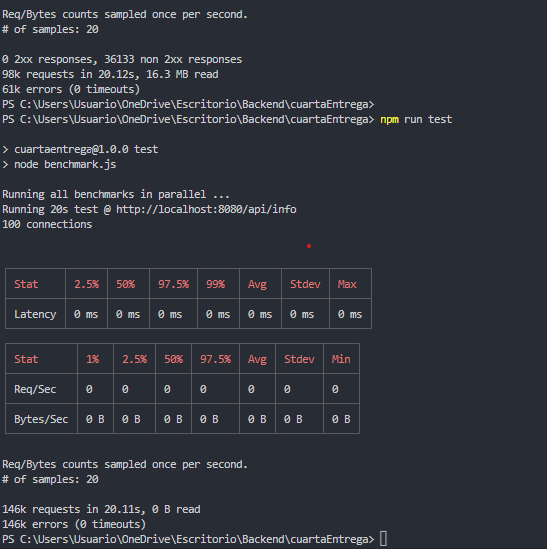 Req/Bytes counts sampled once per second.
# of samples: 20
0 2xx responses, 36133 non 2xx responses
98k requests in 20.12s, 16.3 MB read
61k errors (0 timeouts)
PS C:\Users\Usuario\OneDrive\Escritorio\Backend\cuartaEntrega>
PS C:\Users\Usuario\OneDrive\Escritorio\Backend\cuartaEntrega> npm run test
> cuartaentrega@1.0.0 test
> node benchmark.js
Running all benchmarks in parallel ...
Running 20s test @ http://localhost:8080/api/info
100 connections
Stat 2.5% 50% 97.5% 99% Avg Stdev Max
Latency 0 ms 0 ms 0 ms 0 ms 0 ms 0 ms 0 ms
Stat 1% 2.5% 50% 97.5% Avg Stdev Min
Req/Sec 0 0 0 0 0 0 0
Bytes/Sec 0 B 0 B 0 B 0 B 0 B 0 B 0 B
Req/Bytes counts sampled once per second.
# of samples: 20
146k requests in 20.11s, 0 B read
146k errors (0 timeouts)
PS C:\Users\Usuario\OneDrive\Escritorio\Backend\cuartaEntrega>